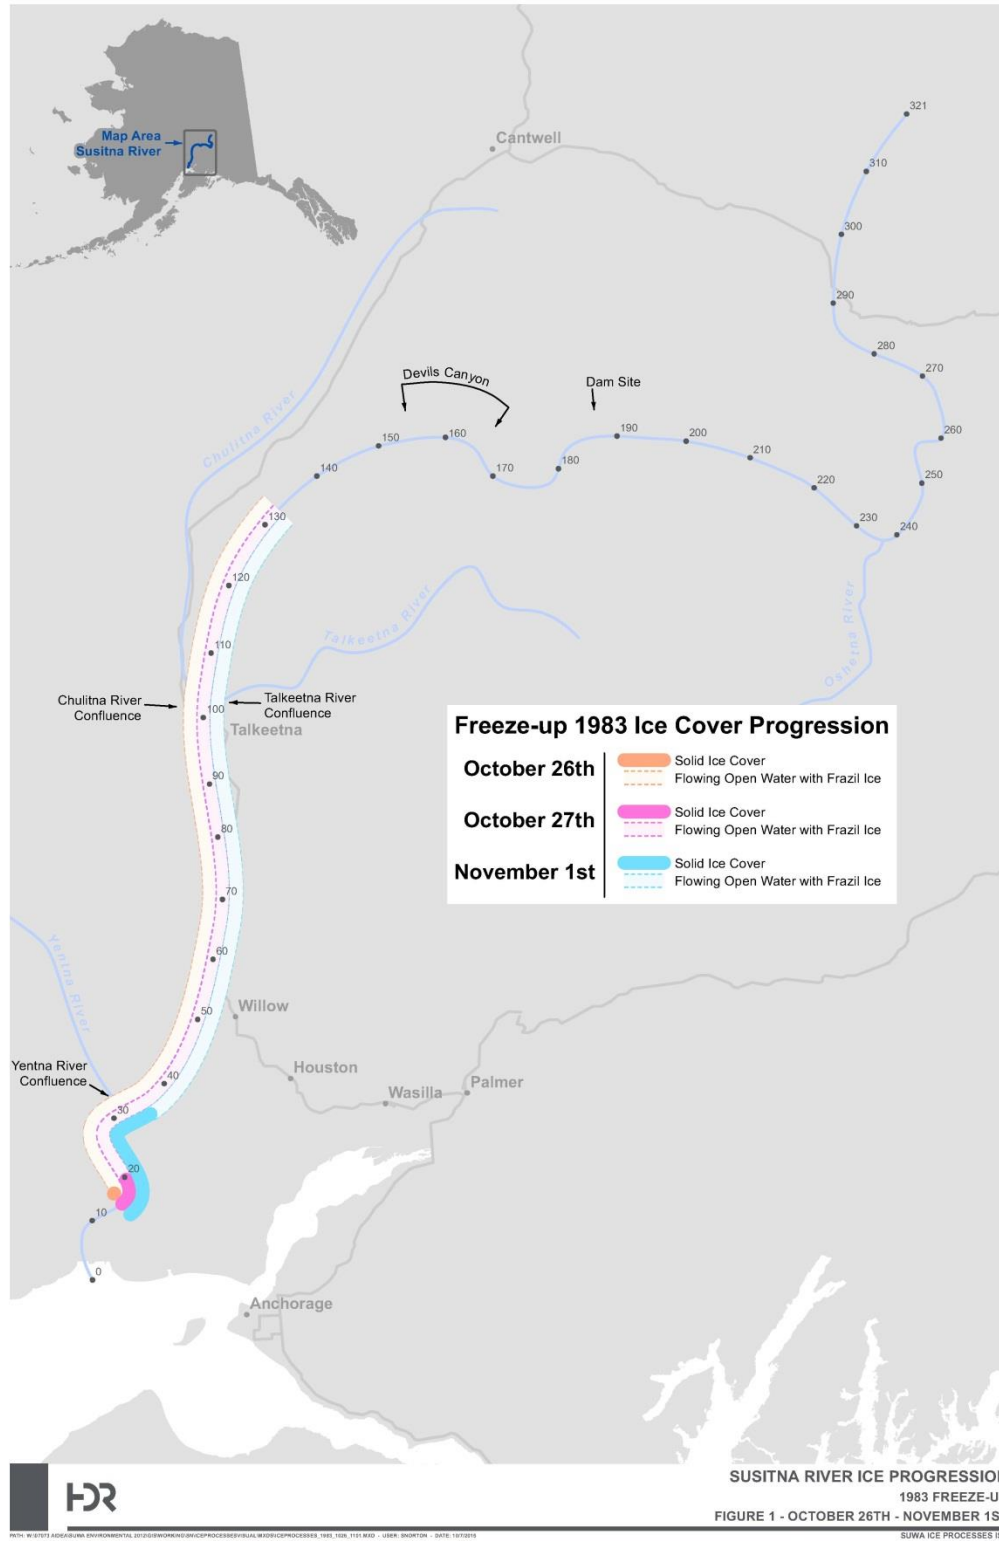 Map Area
Susitna River
Cantwell
321
310
300
290
280
270
260
250
240
230
220
210
200
190
180
170
160
150
140
130
120
110
100
90
80
70
60
50
40
30
20
10
0
Devils Canyon
Dam Site
Chulitna River
Talkeetna River
Oshetna River
Yentna River
Chulitna River
Confluence
Talkeetna River
Confluence
Talkeetna
Freeze-up 1983 Ice Cover Progression
October 26th
Solid Ice Cover
Flowing Open Water with Frazil Ice
October 27th
Solid Ice Cover
Flowing Open Water with Frazil Ice
November 1st
Solid Ice Cover
Flowing Open Water with Frazil Ice
Willow
Houston
Wasilla
Palmer
Yentna River
Confluence
Anchorage
HDR
SUSITNA RIVER ICE PROGRESSION
1983 FREEZE-U
FIGURE 1 - OCTOBER 26TH - NOVEMBER 1S
SUWA ICE PROCESSES